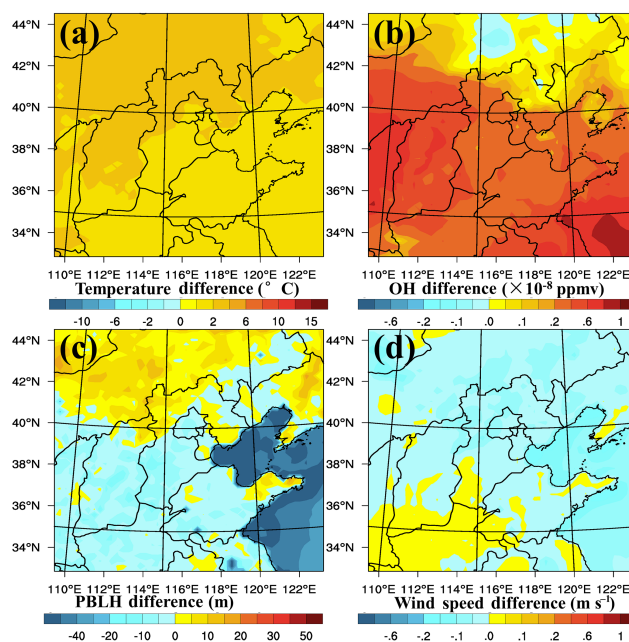 (a) (b)
44°N 44°N
42°N 42°N
40°N 40°N
38°N 38°N
36°N 36°N
34°N 34°N
110°E 112°E 114°E 116°E 118°E 120°E 122°E 110°E 112°E 114°E 116°E 118°E 120°E 122°E
Temperature difference (° C) OH difference (×10⁻⁸ ppmv)
-10 -6 -2 0 2 6 10 15 -.6 -.2 -.1 .0 .1 .2 .6 1
(c) (d)
44°N 44°N
42°N 42°N
40°N 40°N
38°N 38°N
36°N 36°N
34°N 34°N
110°E 112°E 114°E 116°E 118°E 120°E 122°E 110°E 112°E 114°E 116°E 118°E 120°E 122°E
PBLH difference (m) Wind speed difference (m s⁻¹)
-40 -20 -10 0 10 20 30 50 -.6 -.2 -.1 .0 .1 .2 .6 1